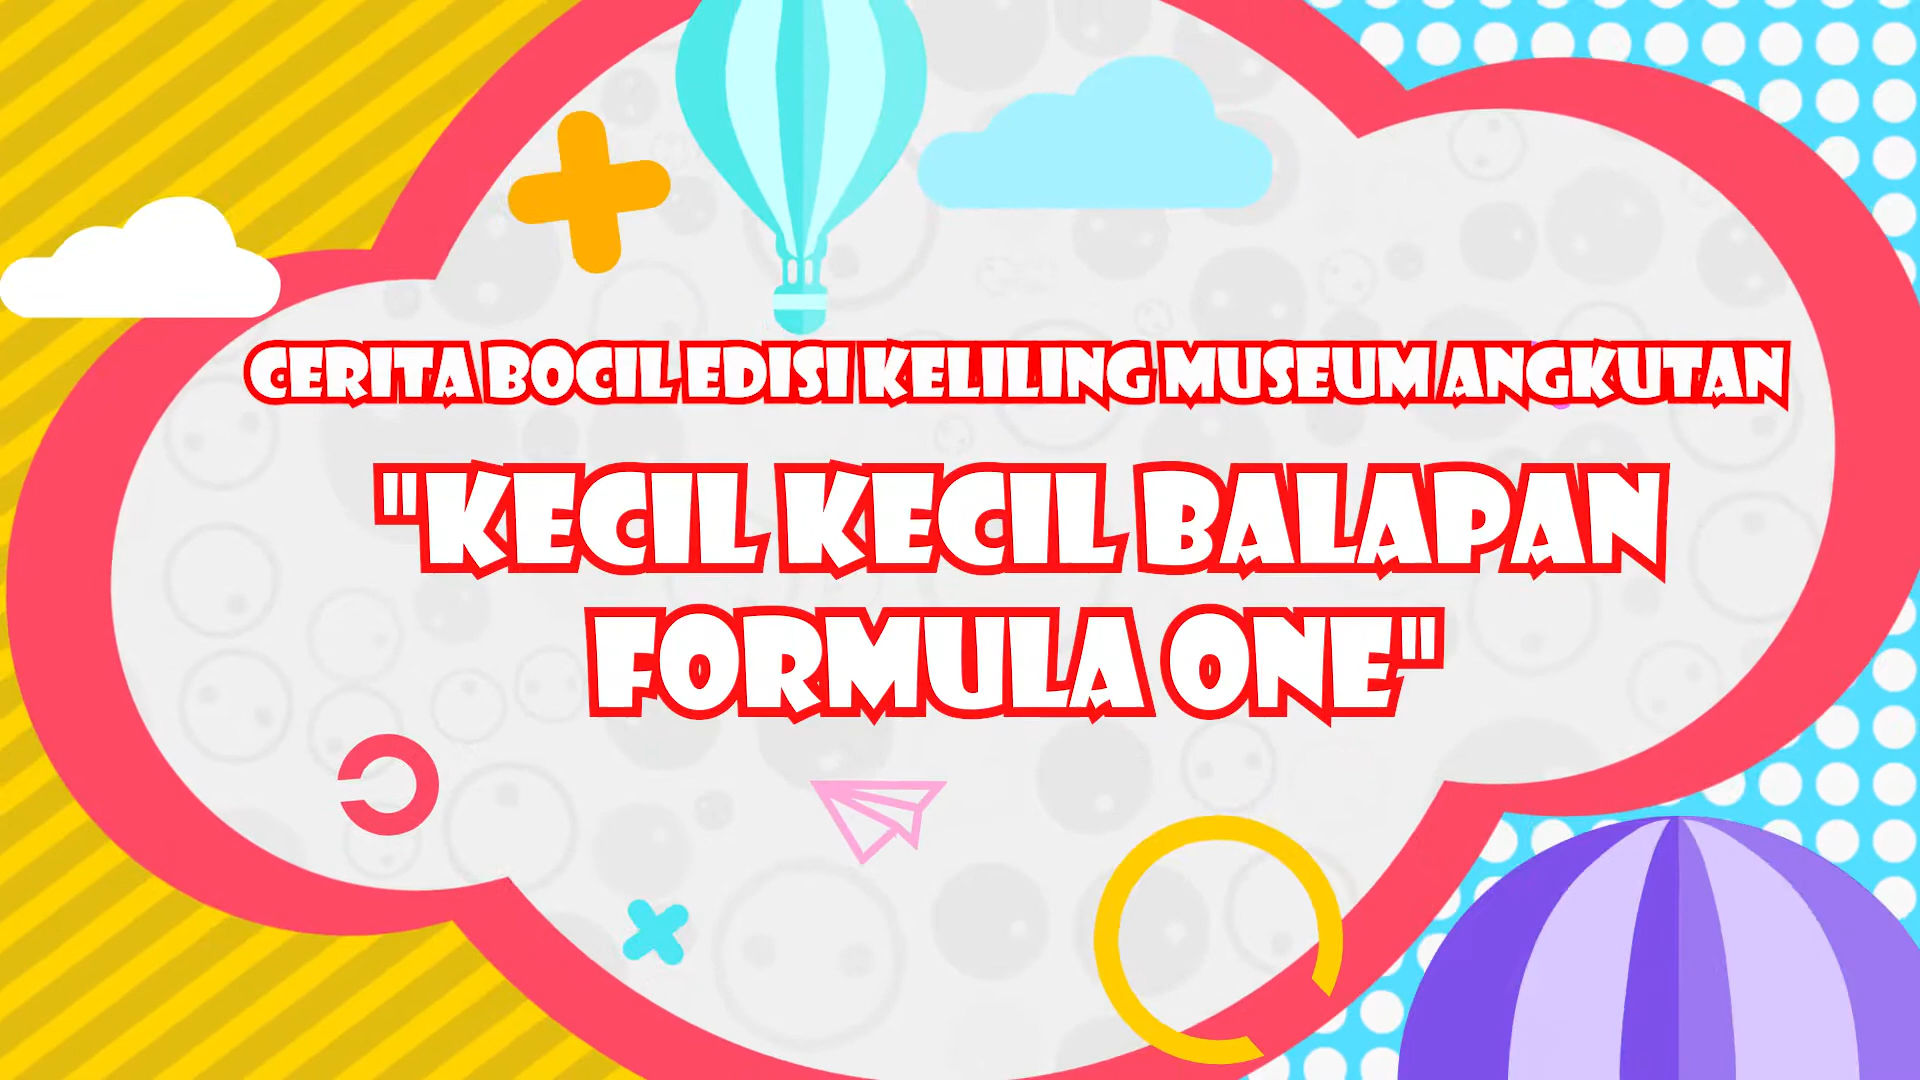 CERITA BOCIL EDISI KELILING MUSEUM ANGKUTAN
"KECIL KECIL BALAPAN
FORMULA ONE"